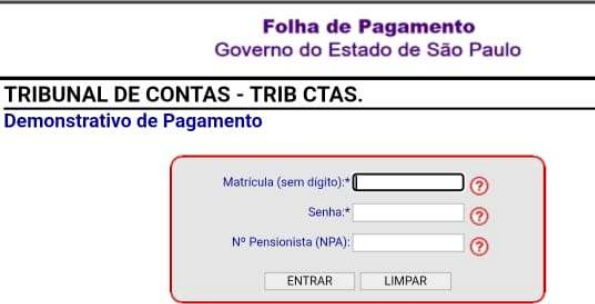 Folha de Pagamento
Governo do Estado de São Paulo
TRIBUNAL DE CONTAS - TRIB CTAS.
Demonstrativo de Pagamento
Matrícula (sem dígito):* ?
Senha:* ?
Nº Pensionista (NPA): ?
ENTRAR LIMPAR